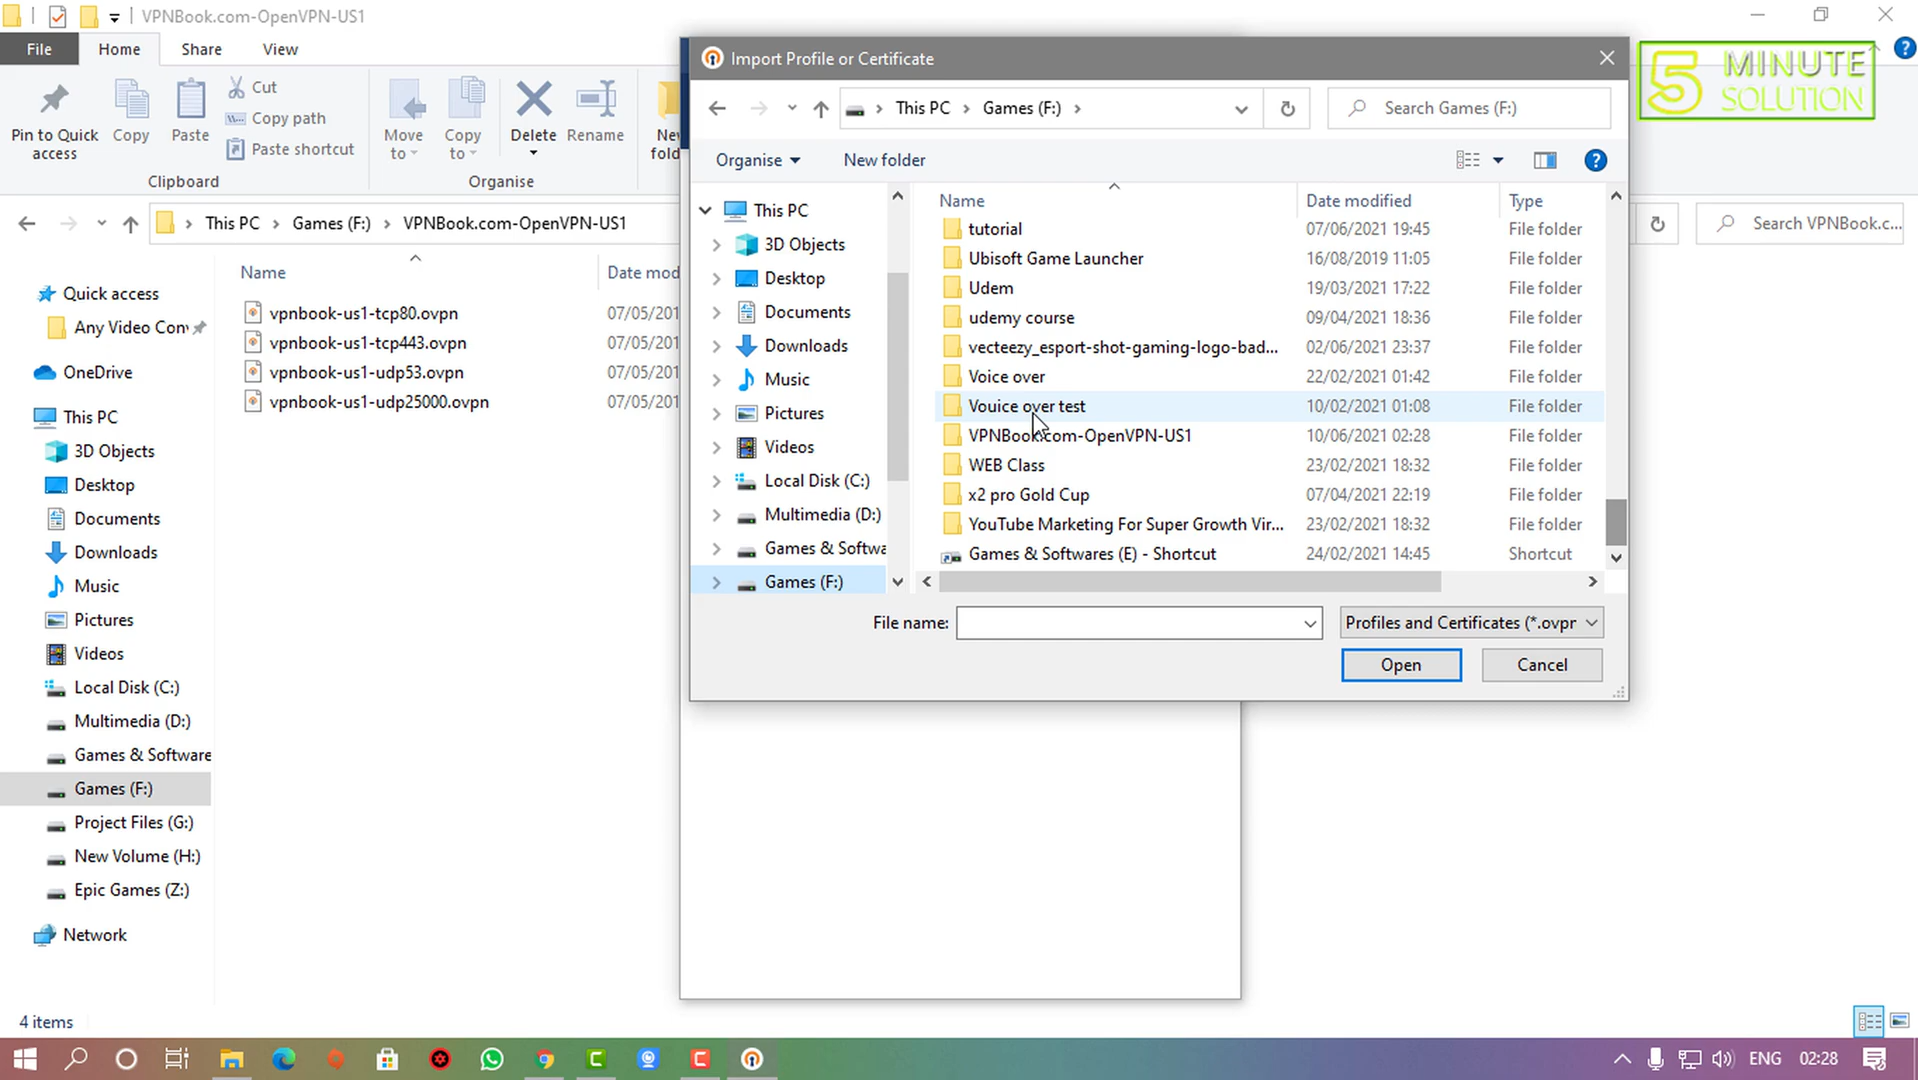 VPNBook.com-OpenVPN-US1
File Home Share View
Pin to Quick access
Copy
Paste
Cut
Copy path
Paste shortcut
Clipboard
Move to
Copy to
Delete
Rename
Organise
New fold
This PC > Games (F:) > VPNBook.com-OpenVPN-US1
Search VPNBook.c...
Quick access
Any Video Con
OneDrive
This PC
3D Objects
Desktop
Documents
Downloads
Music
Pictures
Videos
Local Disk (C:)
Multimedia (D:)
Games & Software
Games (F:)
Project Files (G:)
New Volume (H:)
Epic Games (Z:)
Network
Name Date mod
vpnbook-us1-tcp80.ovpn 07/05/201
vpnbook-us1-tcp443.ovpn 07/05/201
vpnbook-us1-udp53.ovpn 07/05/201
vpnbook-us1-udp25000.ovpn 07/05/201
4 items
Import Profile or Certificate
This PC > Games (F:) >
Search Games (F:)
Organise New folder
This PC
3D Objects
Desktop
Documents
Downloads
Music
Pictures
Videos
Local Disk (C:)
Multimedia (D:)
Games & Softwa
Games (F:)
Name Date modified Type
tutorial 07/06/2021 19:45 File folder
Ubisoft Game Launcher 16/08/2019 11:05 File folder
Udem 19/03/2021 17:22 File folder
udemy course 09/04/2021 18:36 File folder
vecteezy_esport-shot-gaming-logo-bad... 02/06/2021 23:37 File folder
Voice over 22/02/2021 01:42 File folder
Vouice over test 10/02/2021 01:08 File folder
VPNBook.com-OpenVPN-US1 10/06/2021 02:28 File folder
WEB Class 23/02/2021 18:32 File folder
x2 pro Gold Cup 07/04/2021 22:19 File folder
YouTube Marketing For Super Growth Vir... 23/02/2021 18:32 File folder
Games & Softwares (E) - Shortcut 24/02/2021 14:45 Shortcut
File name:
Profiles and Certificates (*.ovpn
Open Cancel
5 MINUTE
SOLUTION
ENG 02:28